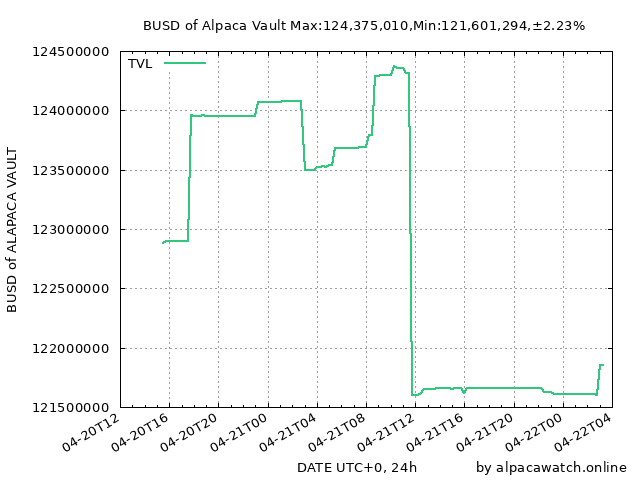 BUSD of Alpaca Vault Max:124,375,010,Min:121,601,294,±2.23%
TVL
BUSD of ALAPACA VAULT
124500000
124000000
123500000
123000000
122500000
122000000
121500000
04-20T12
04-20T16
04-20T20
04-21T00
04-21T04
04-21T08
04-21T12
04-21T16
04-21T20
04-22T00
04-22T04
DATE UTC+0, 24h
by alpacawatch.online